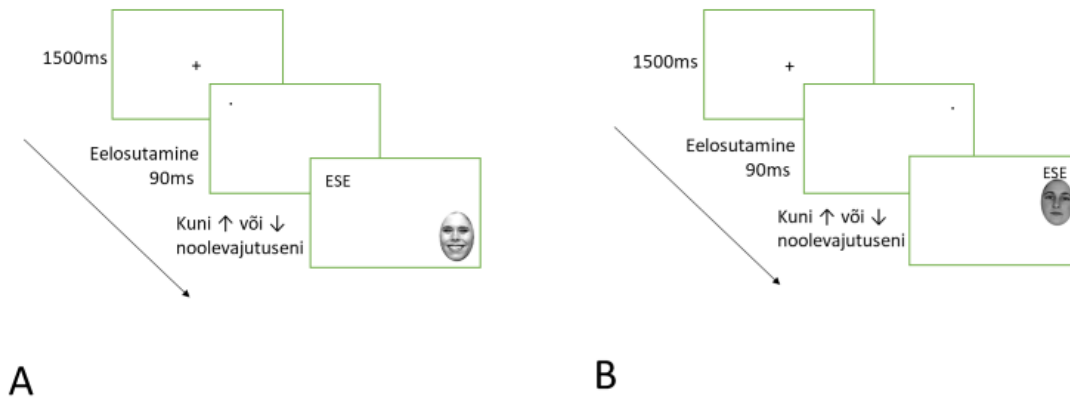 1500ms
+
Eelosutamine
90ms
ESE
Kuni ↑ või ↓
noolevajutuseni
A
1500ms
+
Eelosutamine
90ms
ESE
Kuni ↑ või ↓
noolevajutuseni
B